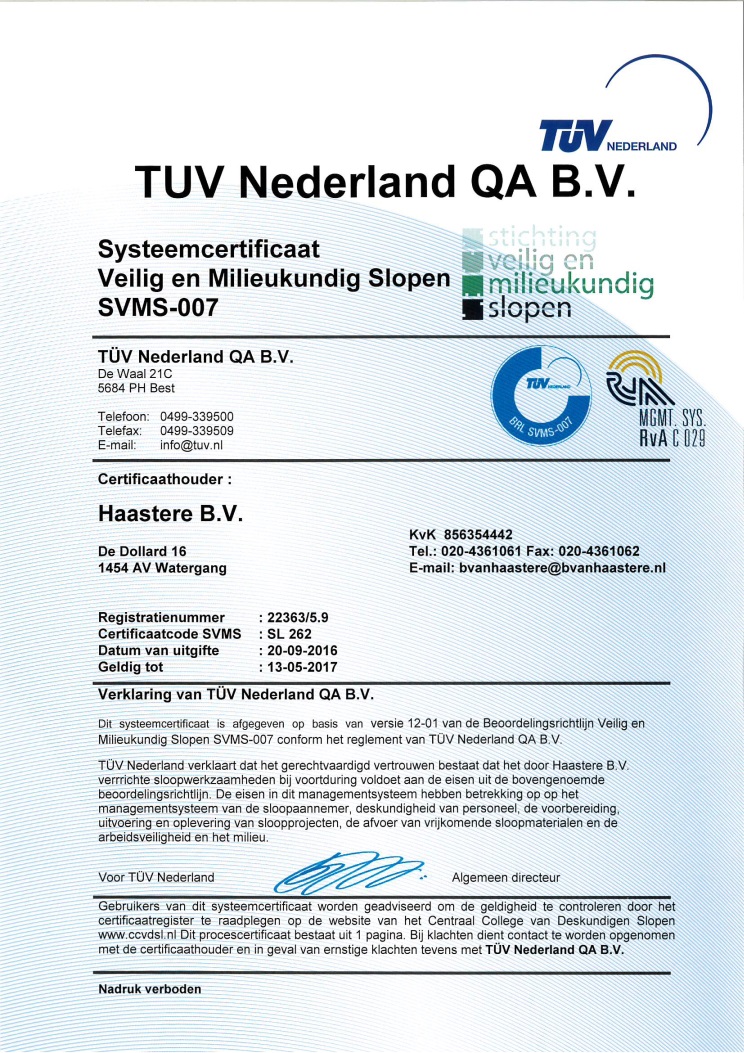 TÜV NEDERLAND
TUV Nederland QA B.V.
Systeemcertificaat
Veilig en Milieukundig Slopen
SVMS-007
stichting
veilig en
milieukundig
slopen
TÜV Nederland QA B.V.
De Waal 21C
5684 PH Best
Telefoon: 0499-339500
Telefax: 0499-339509
E-mail: info@tuv.nl
TÜV NEDERLAND
BRL SVMS-007
RvA
MGMT. SYS.
RvA C 029
Certificaathouder :
Haastere B.V.
De Dollard 16
1454 AV Watergang
KvK 856354442
Tel.: 020-4361061 Fax: 020-4361062
E-mail: bvanhaastere@bvanhaastere.nl
Registratienummer : 22363/5.9
Certificaatcode SVMS : SL 262
Datum van uitgifte : 20-09-2016
Geldig tot : 13-05-2017
Verklaring van TÜV Nederland QA B.V.
Dit systeemcertificaat is afgegeven op basis van versie 12-01 van de Beoordelingsrichtlijn Veilig en
Milieukundig Slopen SVMS-007 conform het reglement van TÜV Nederland QA B.V.
TÜV Nederland verklaart dat het gerechtvaardigd vertrouwen bestaat dat het door Haastere B.V.
verrrichte sloopwerkzaamheden bij voortduring voldoet aan de eisen uit de bovengenoemde
beoordelingsrichtlijn. De eisen in dit managementsysteem hebben betrekking op op het
managementsysteem van de sloopaannemer, deskundigheid van personeel, de voorbereiding,
uitvoering en oplevering van sloopprojecten, de afvoer van vrijkomende sloopmaterialen en de
arbeidsveiligheid en het milieu.
Voor TÜV Nederland Algemeen directeur
Gebruikers van dit systeemcertificaat worden geadviseerd om de geldigheid te controleren door het
certificaatregister te raadplegen op de website van het Centraal College van Deskundigen Slopen
www.ccvdsl.nl Dit procescertificaat bestaat uit 1 pagina. Bij klachten dient contact te worden opgenomen
met de certificaathouder en in geval van ernstige klachten tevens met TÜV Nederland QA B.V.
Nadruk verboden